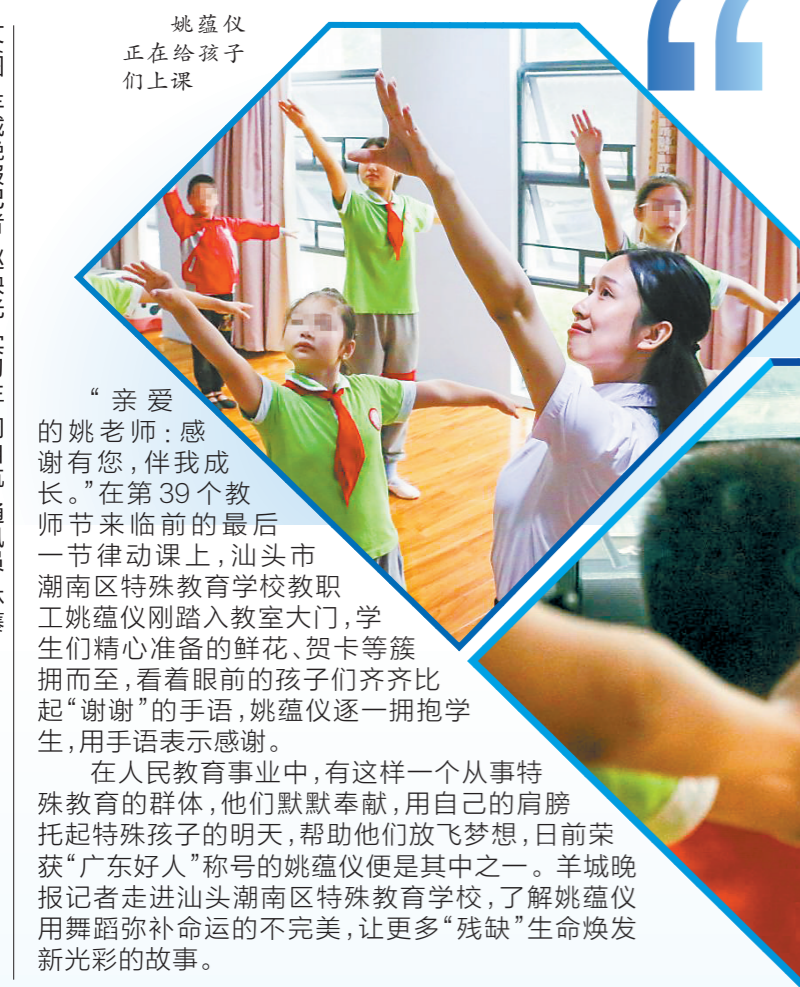 姚蕴仪
正在给孩子
们上课
“亲爱
的姚老师：感
谢有您，伴我成
长。”在第39个教
师节来临前的最后
一节律动课上，汕头市
潮南区特殊教育学校教职
工姚蕴仪刚踏入教室大门，学
生们精心准备的鲜花、贺卡等簇
拥而至，看着眼前的孩子们齐齐比
起“谢谢”的手语，姚蕴仪逐一拥抱学
生，用手语表示感谢。
在人民教育事业中，有这样一个从事特
殊教育的群体，他们默默奉献，用自己的肩膀
托起特殊孩子的明天，帮助他们放飞梦想，日前荣
获“广东好人”称号的姚蕴仪便是其中之一。羊城晚
报记者走进汕头潮南区特殊教育学校，了解姚蕴仪
用舞蹈弥补命运的不完美，让更多“残缺”生命焕发
新光彩的故事。